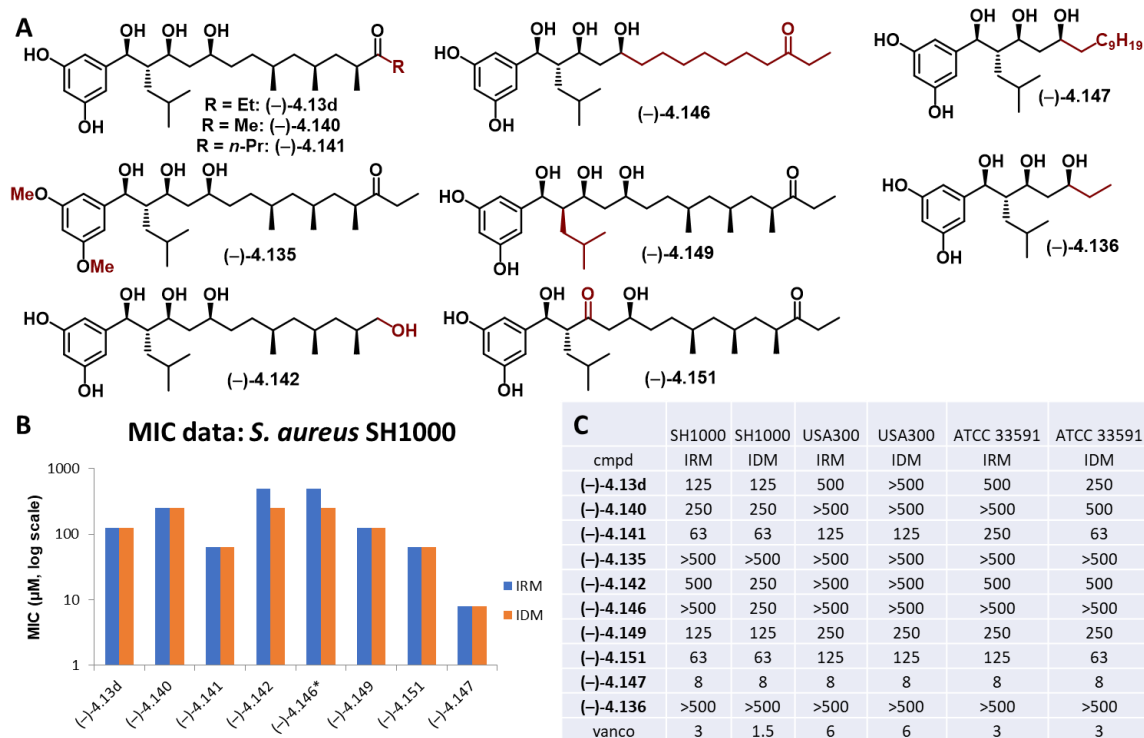 A
OH OH OH O
HO R
OH
R = Et: (–)-4.13d
R = Me: (–)-4.140
R = n-Pr: (–)-4.141
OH OH OH O
HO
OH
(–)-4.146
OH OH OH
HO C9H19
OH
(–)-4.147
OH OH OH O
MeO
OMe
(–)-4.135
OH OH OH O
HO
OH
(–)-4.149
OH OH OH
HO
OH
(–)-4.136
OH OH OH
HO OH
OH
(–)-4.142
OH O OH O
HO
OH
(–)-4.151
B
MIC data: S. aureus SH1000
MIC (µM, log scale)
1000
100
10
1
(–)-4.13d (–)-4.140 (–)-4.141 (–)-4.142 (–)-4.146* (–)-4.149 (–)-4.151 (–)-4.147
IRM
IDM
C
SH1000 SH1000 USA300 USA300 ATCC 33591 ATCC 33591
cmpd IRM IDM IRM IDM IRM IDM
(–)-4.13d 125 125 500 >500 500 250
(–)-4.140 250 250 >500 >500 >500 500
(–)-4.141 63 63 125 125 250 63
(–)-4.135 >500 >500 >500 >500 >500 >500
(–)-4.142 500 250 >500 >500 500 500
(–)-4.146 >500 250 >500 >500 >500 >500
(–)-4.149 125 125 250 250 250 250
(–)-4.151 63 63 125 125 125 63
(–)-4.147 8 8 8 8 8 8
(–)-4.136 >500 >500 >500 >500 >500 >500
vanco 3 1.5 6 6 3 3